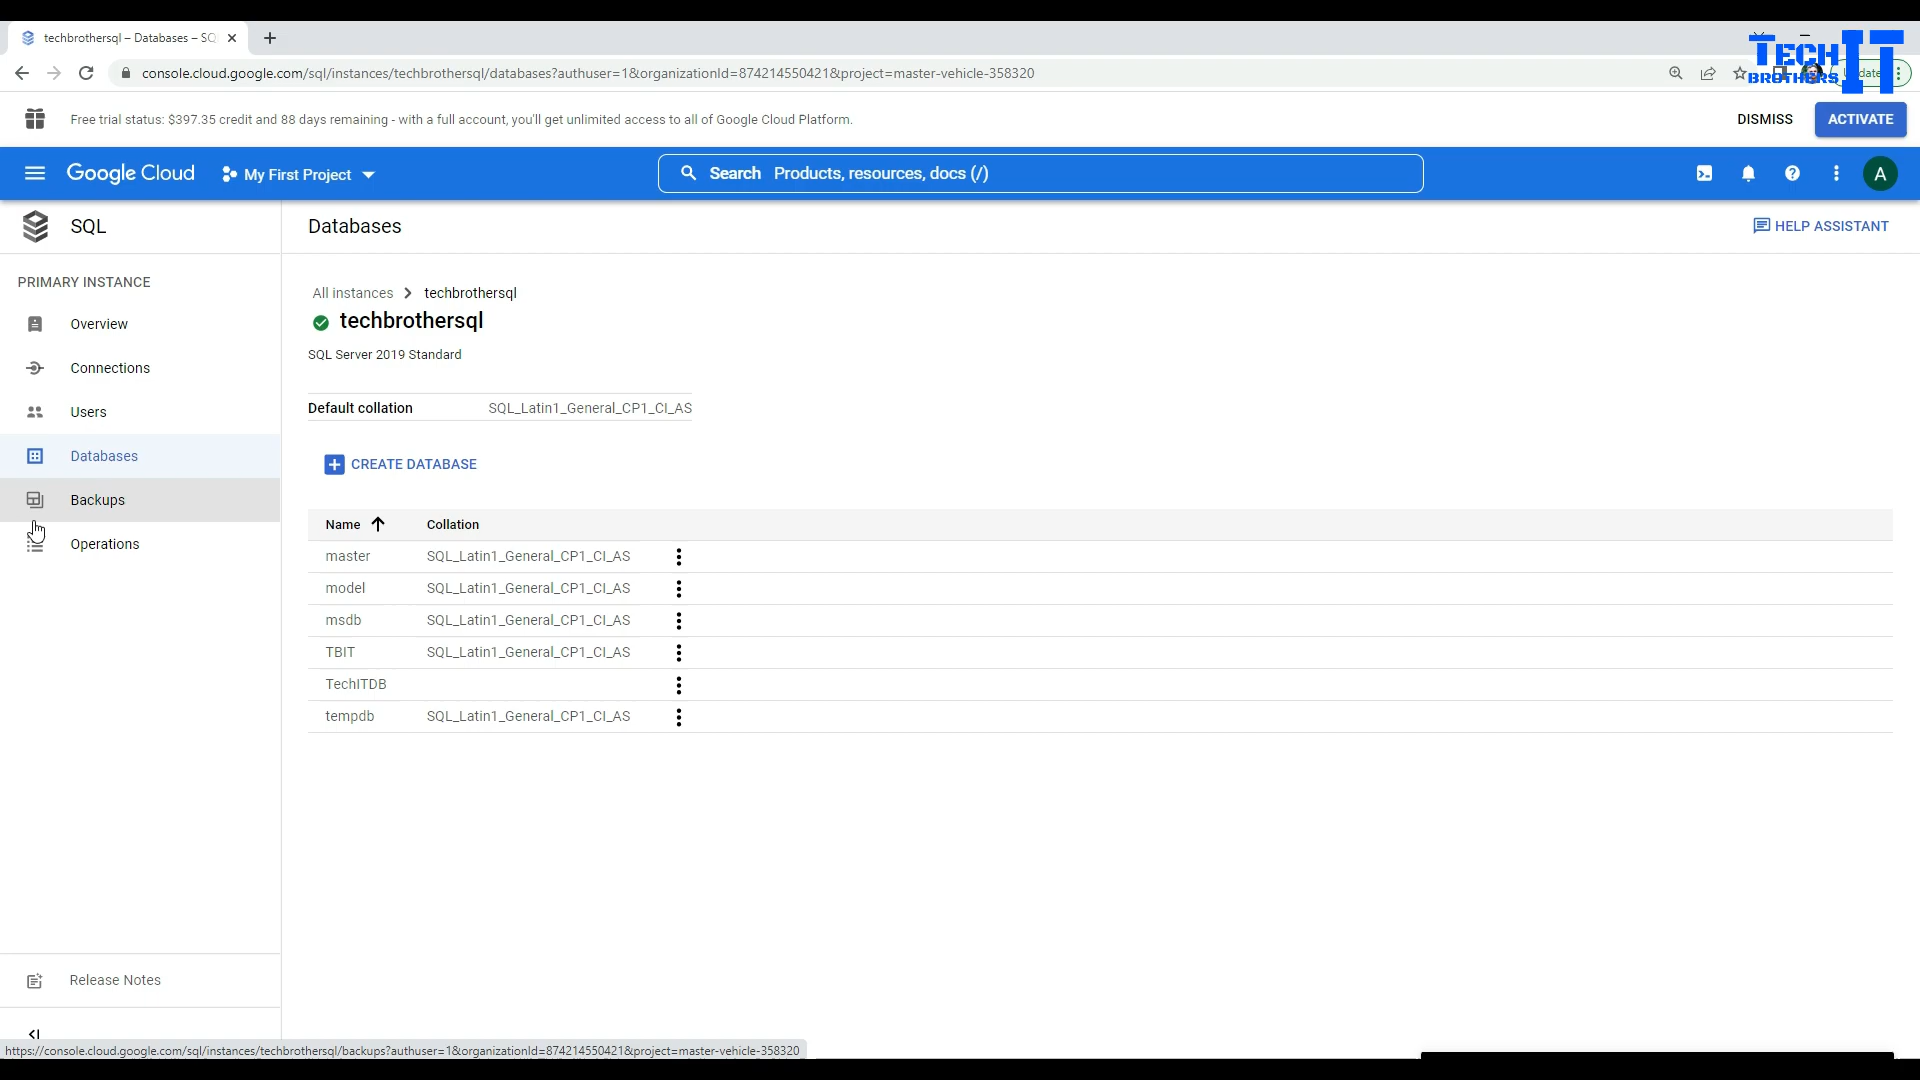 techbrothersql – Databases – SQ
console.cloud.google.com/sql/instances/techbrothersql/databases?authuser=1&organizationId=874214550421&project=master-vehicle-358320
TECH IT
BROTHERS
Free trial status: $397.35 credit and 88 days remaining - with a full account, you'll get unlimited access to all of Google Cloud Platform.
DISMISS
ACTIVATE
Google Cloud
My First Project
Search Products, resources, docs (/)
A
SQL
Databases
HELP ASSISTANT
PRIMARY INSTANCE
Overview
Connections
Users
Databases
Backups
Operations
All instances > techbrothersql
techbrothersql
SQL Server 2019 Standard
Default collation SQL_Latin1_General_CP1_CI_AS
CREATE DATABASE
Name Collation
master SQL_Latin1_General_CP1_CI_AS
model SQL_Latin1_General_CP1_CI_AS
msdb SQL_Latin1_General_CP1_CI_AS
TBIT SQL_Latin1_General_CP1_CI_AS
TechITDB
tempdb SQL_Latin1_General_CP1_CI_AS
Release Notes
https://console.cloud.google.com/sql/instances/techbrothersql/backups?authuser=1&organizationId=874214550421&project=master-vehicle-358320